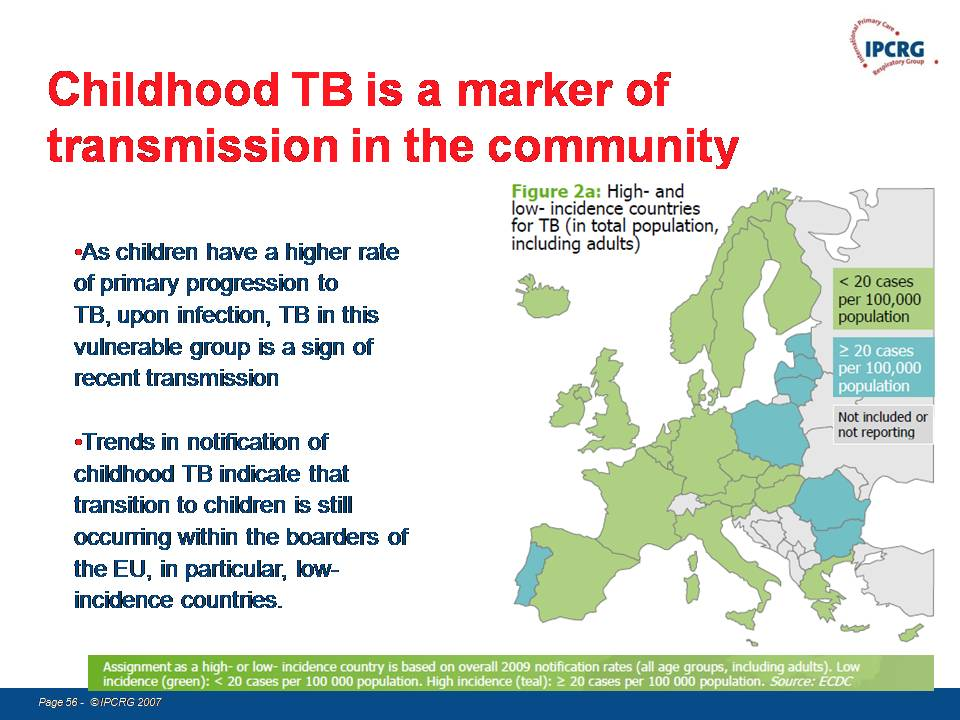 International Primary Care
IPCRG
Respiratory Group
Childhood TB is a marker of
transmission in the community
Figure 2a: High- and
low- incidence countries
for TB (in total population,
including adults)
•As children have a higher rate
of primary progression to
TB, upon infection, TB in this
vulnerable group is a sign of
recent transmission
•Trends in notification of
childhood TB indicate that
transition to children is still
occurring within the boarders of
the EU, in particular, low-
incidence countries.
< 20 cases
per 100,000
population
≥ 20 cases
per 100,000
population
Not included or
not reporting
Assignment as a high- or low- incidence country is based on overall 2009 notification rates (all age groups, including adults). Low
incidence (green): < 20 cases per 100 000 population. High incidence (teal): ≥ 20 cases per 100 000 population. Source: ECDC
Page 56 - © IPCRG 2007